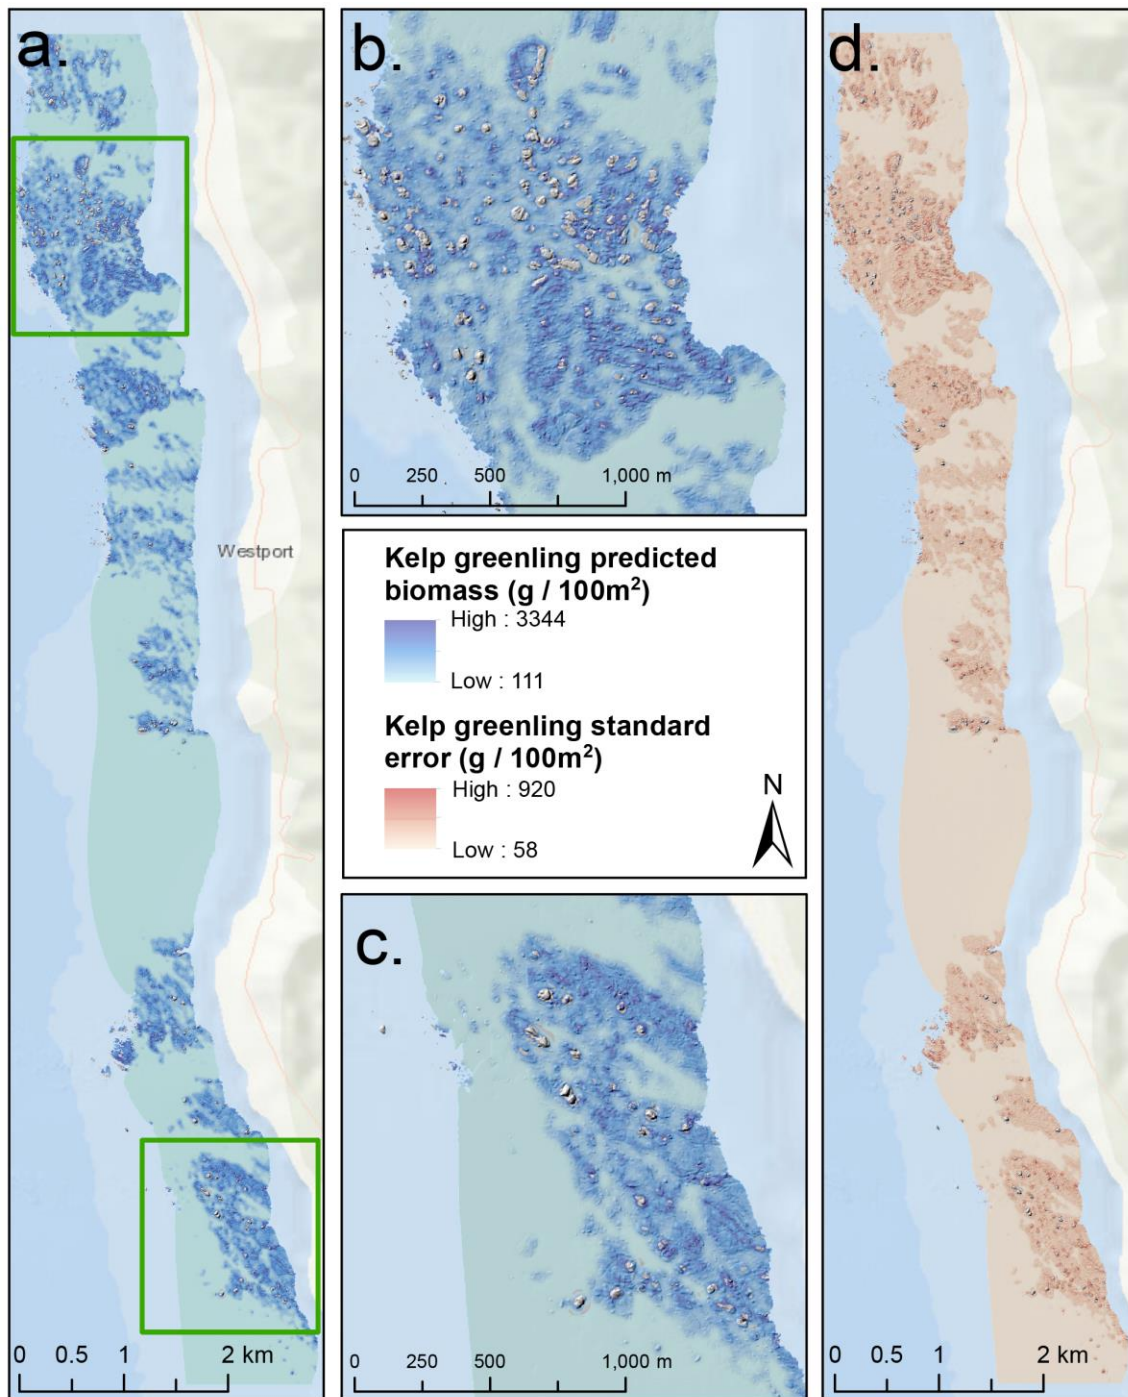 a.
Westport
0 0.5 1 2 km
b.
0 250 500 1,000 m
Kelp greenling predicted
biomass (g / 100m²)
High : 3344
Low : 111
Kelp greenling standard
error (g / 100m²)
High : 920
Low : 58
N
c.
0 250 500 1,000 m
d.
0 0.5 1 2 km